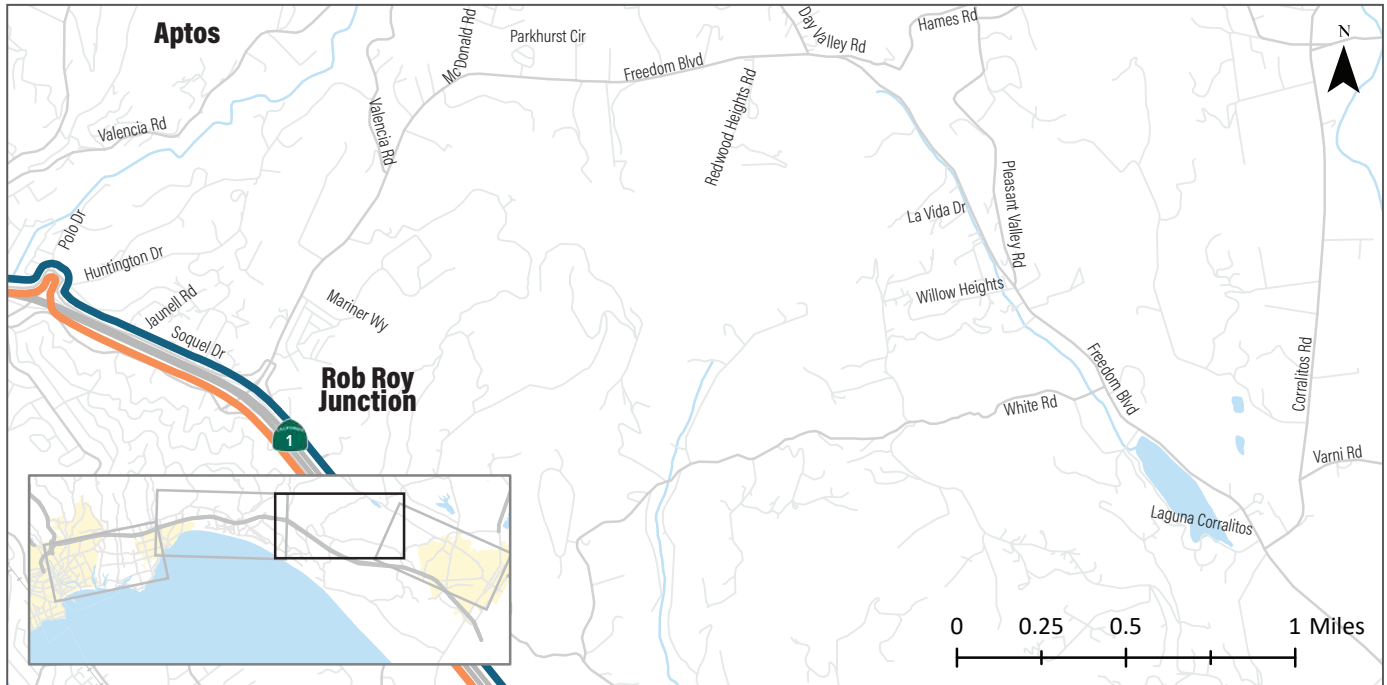 Aptos
McDonald Rd
Parkhurst Cir
Day Valley Rd
Hames Rd
N
Freedom Blvd
Valencia Rd
Valencia Rd
Redwood Heights Rd
Polo Dr
Huntington Dr
La Vida Dr
Pleasant Valley Rd
Jaunell Rd
Mariner Wy
Willow Heights
Soquel Dr
Rob Roy
Junction
Freedom Blvd
Corralitos Rd
White Rd
CALIFORNIA
1
Varni Rd
Laguna Corralitos
0 0.25 0.5 1 Miles